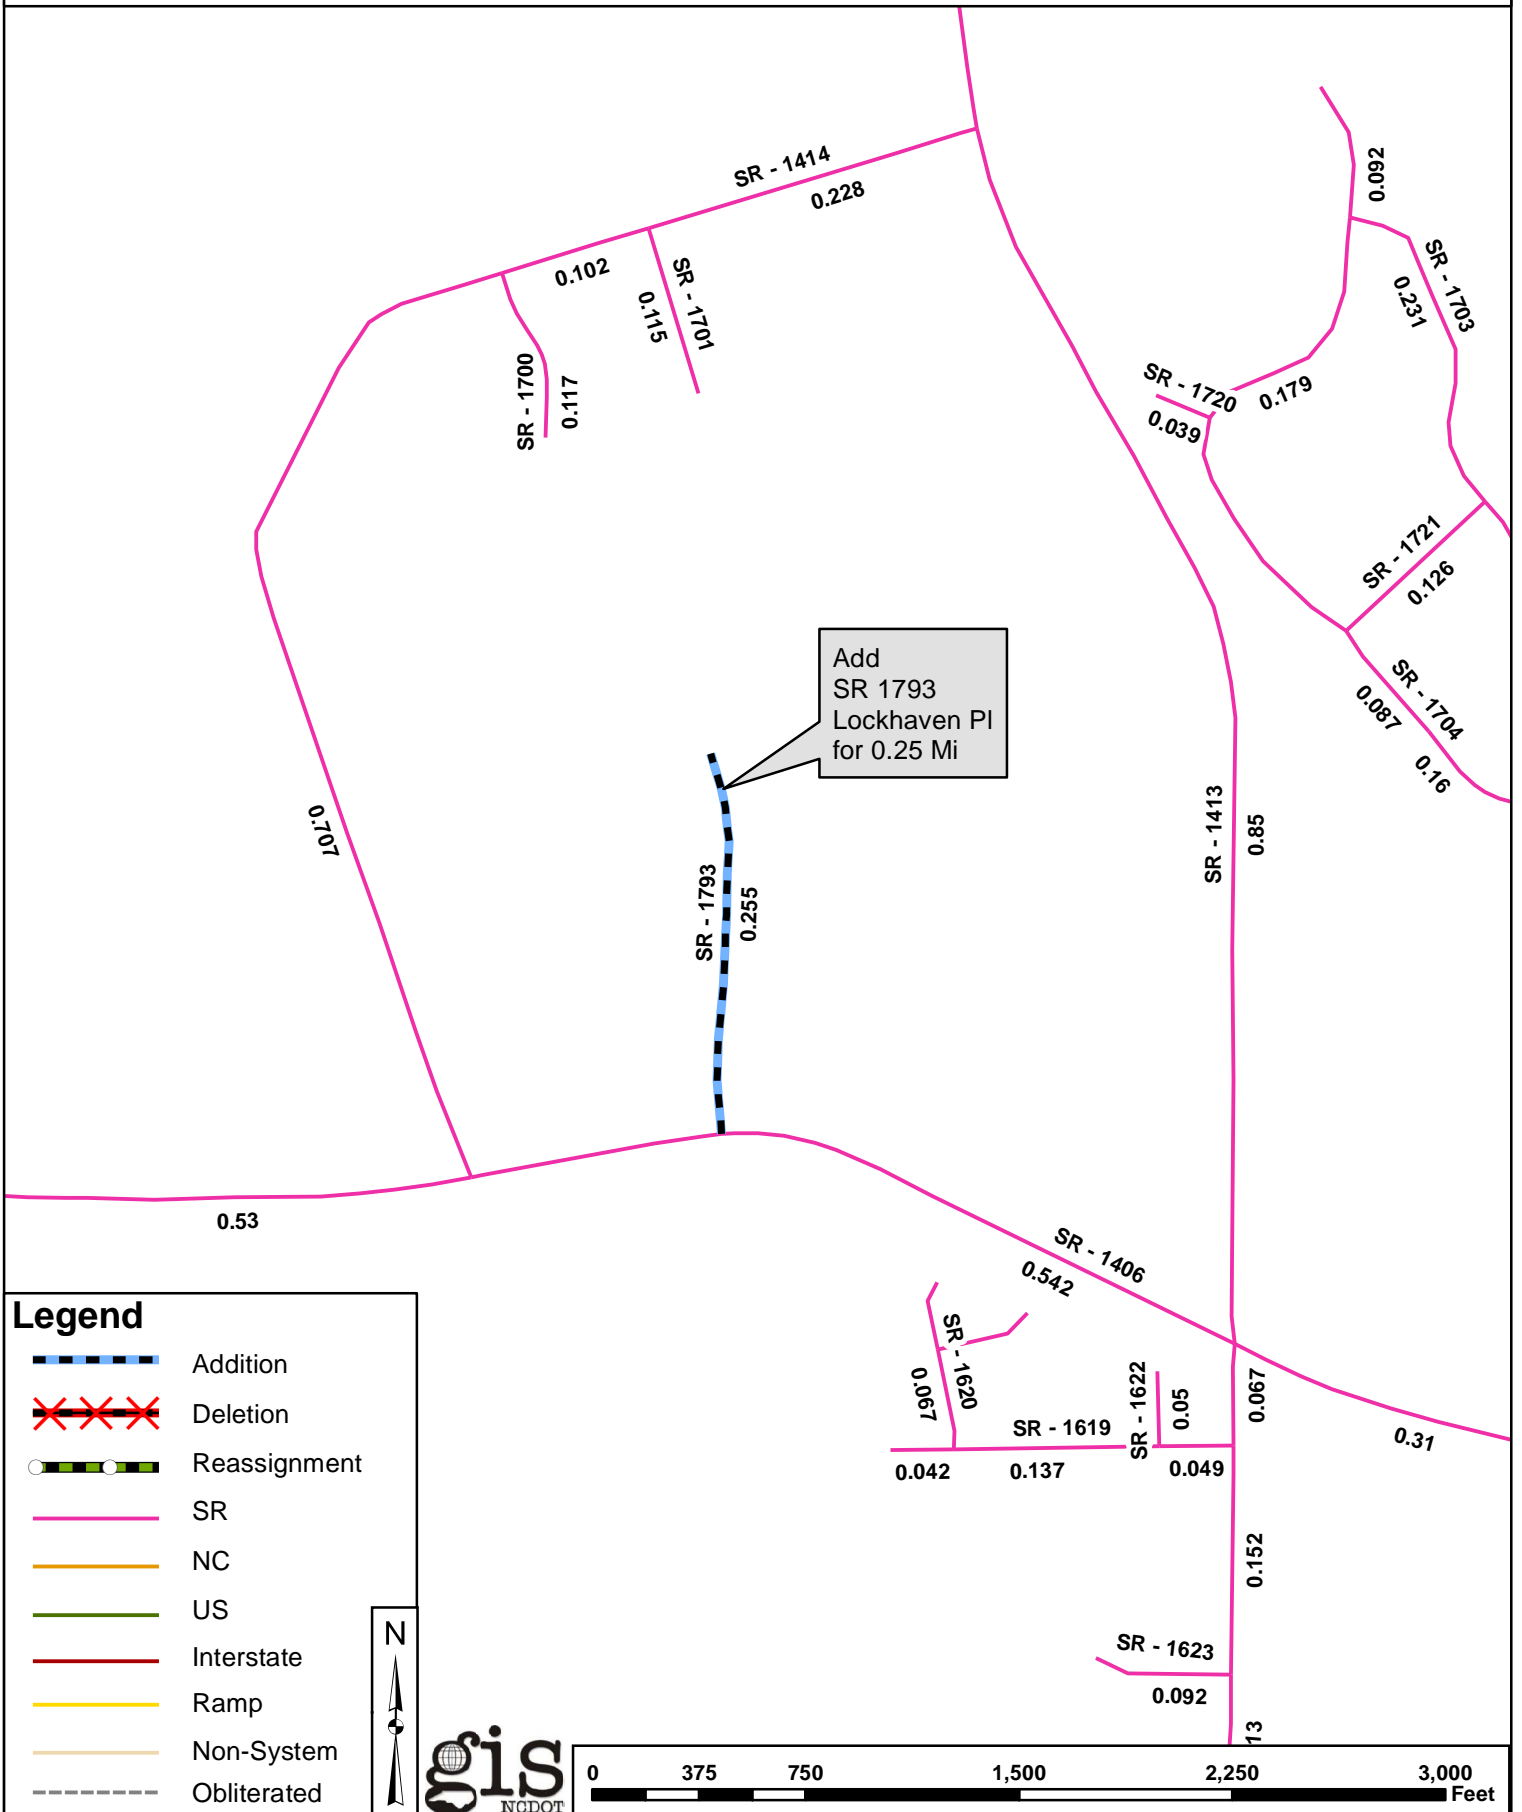 SR - 1414
0.228
0.092
0.102
SR - 1701
0.115
SR - 1703
0.231
SR - 1700
0.117
SR - 1720
0.179
0.039
SR - 1721
0.126
Add
SR 1793
Lockhaven Pl
for 0.25 Mi
SR - 1704
0.087
0.16
0.707
SR - 1413
0.85
SR - 1793
0.255
0.53
SR - 1406
0.542
SR - 1620
0.067
SR - 1622
0.05
0.067
SR - 1619
0.31
0.042
0.137
0.049
0.152
SR - 1623
0.092
13
Legend
Addition
Deletion
Reassignment
SR
NC
US
Interstate
Ramp
Non-System
Obliterated
N
gis
NCDOT
0 375 750 1,500 2,250 3,000
Feet